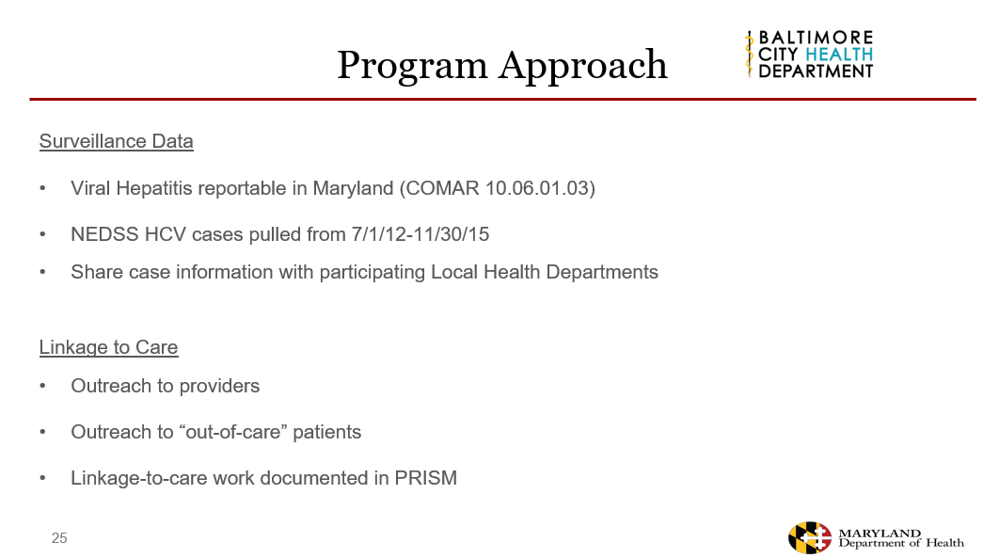 Program Approach
BALTIMORE
CITY HEALTH
DEPARTMENT
Surveillance Data
• Viral Hepatitis reportable in Maryland (COMAR 10.06.01.03)
• NEDSS HCV cases pulled from 7/1/12-11/30/15
• Share case information with participating Local Health Departments
Linkage to Care
• Outreach to providers
• Outreach to “out-of-care” patients
• Linkage-to-care work documented in PRISM
25
MARYLAND
Department of Health